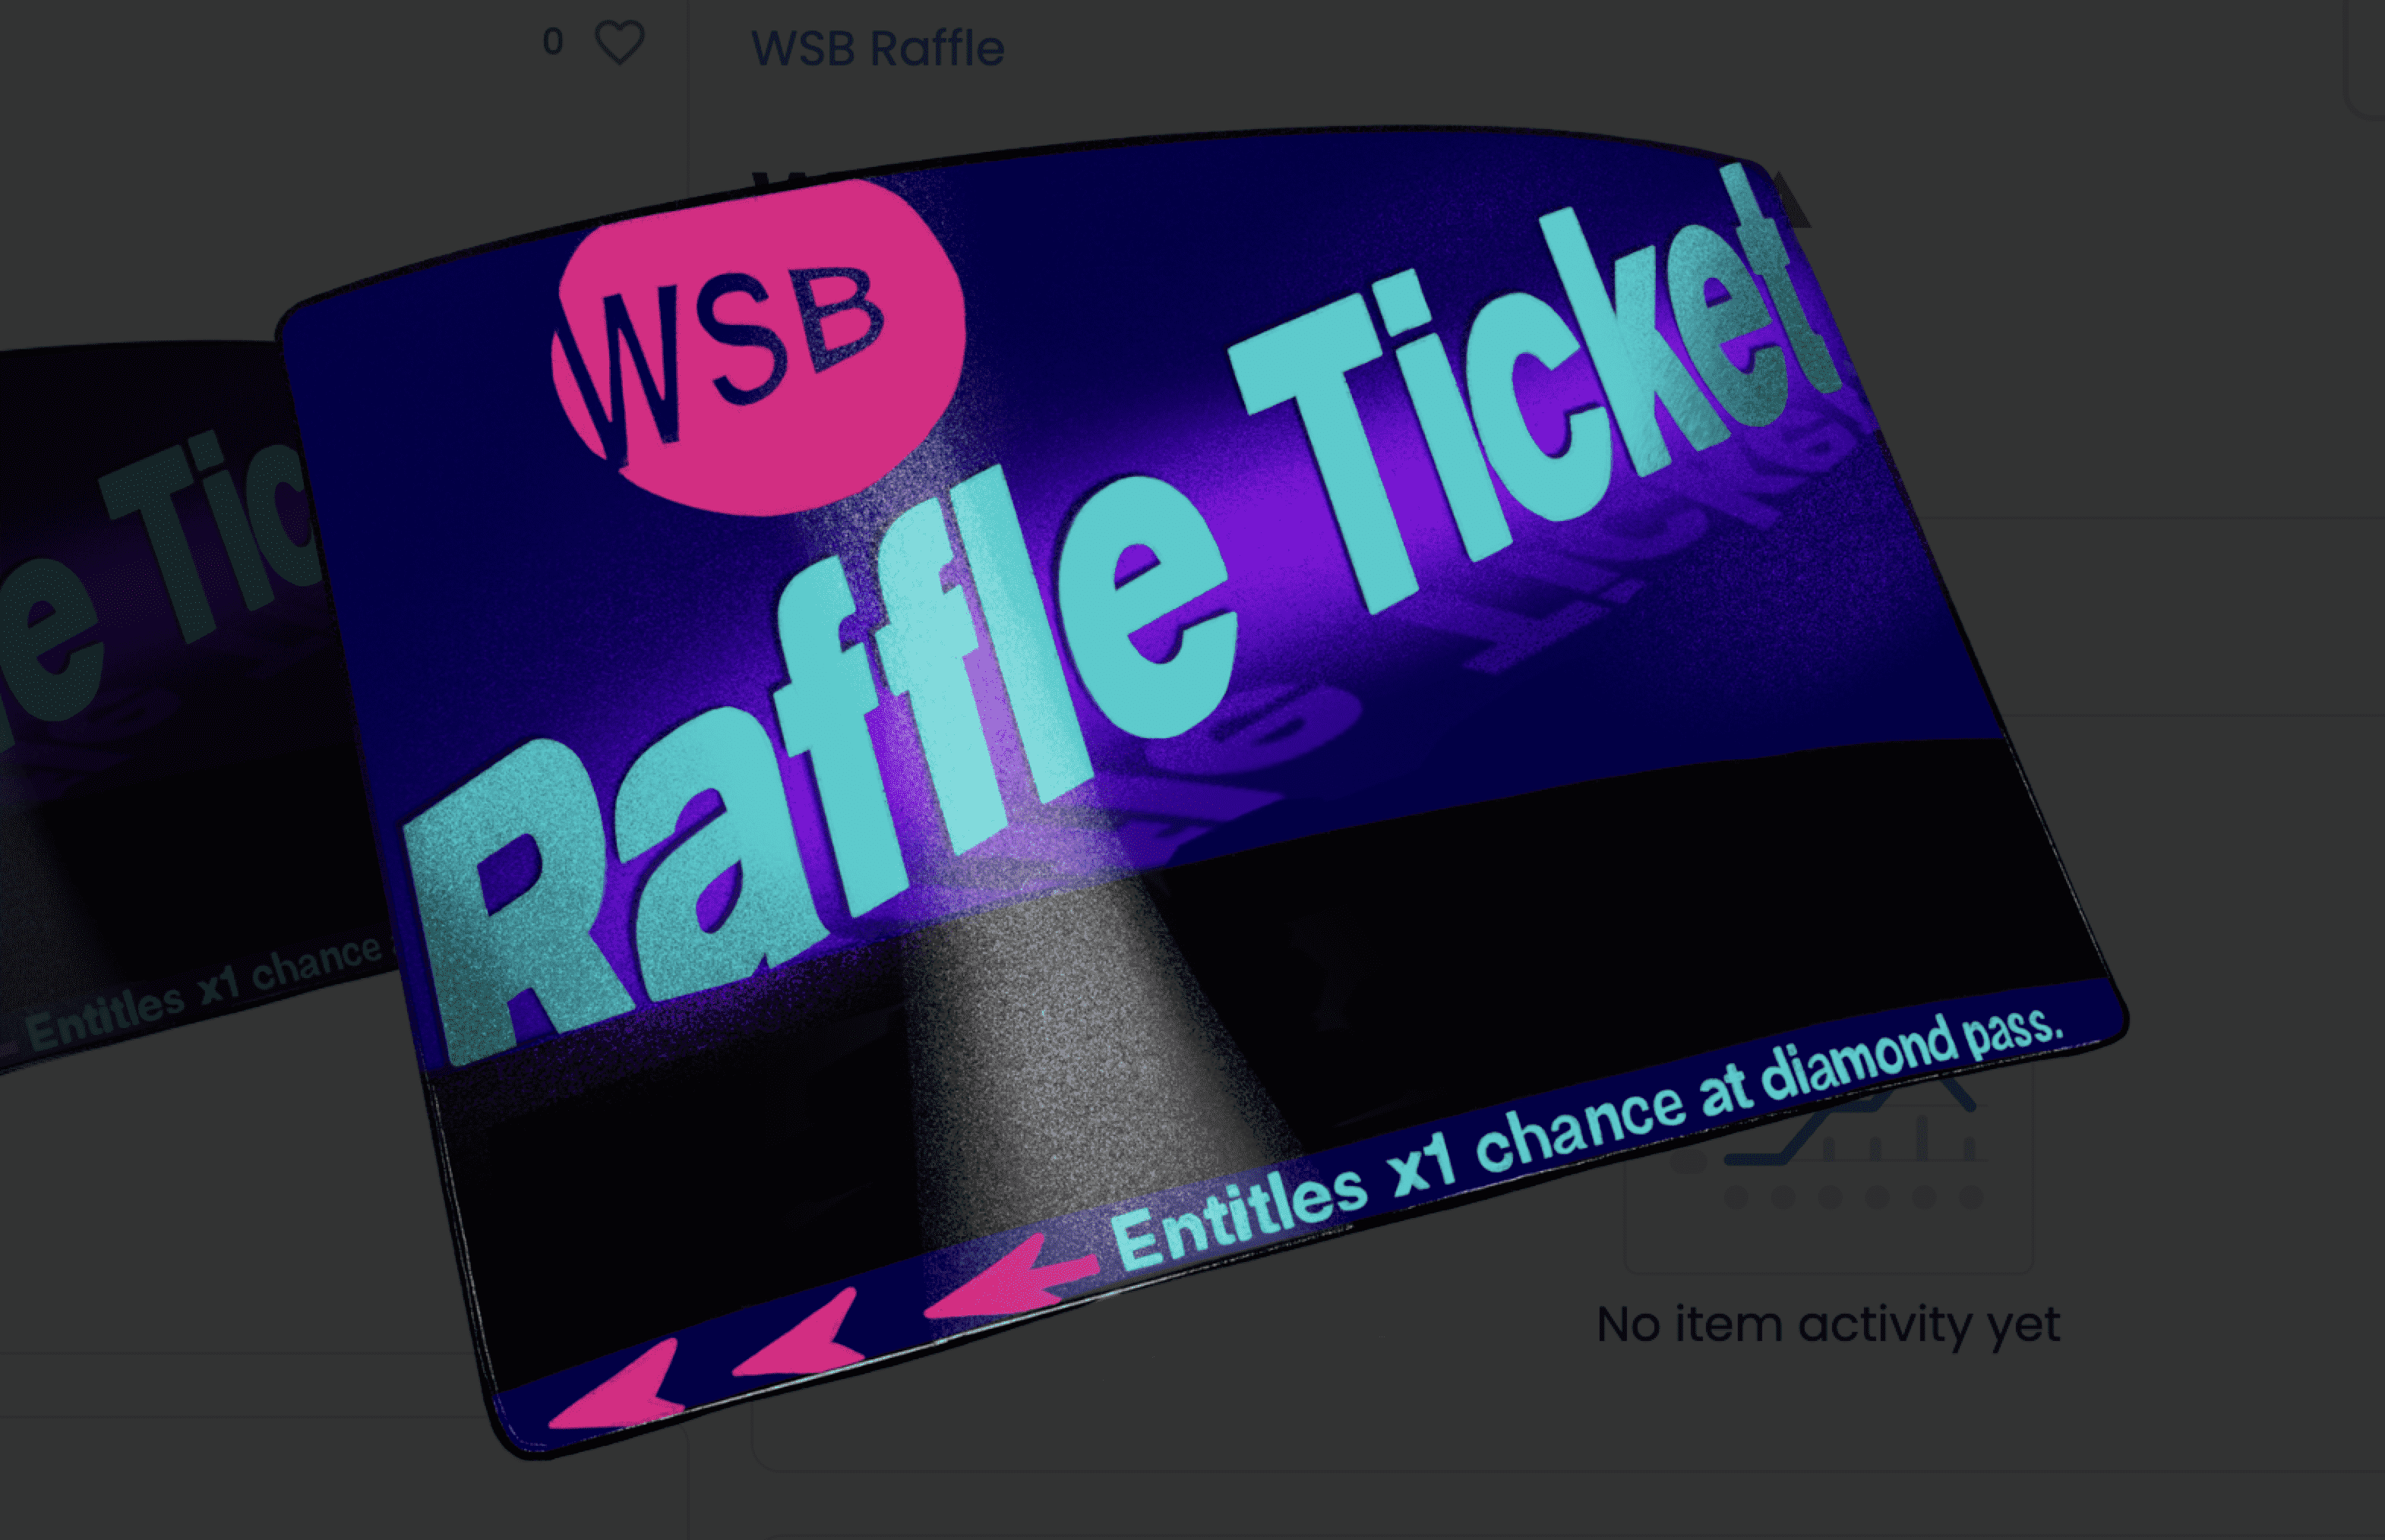 0
WSB Raffle
WSB
Raffle Ticket
Entitles x1 chance at diamond pass.
e Tic
Entitles x1 chance
No item activity yet